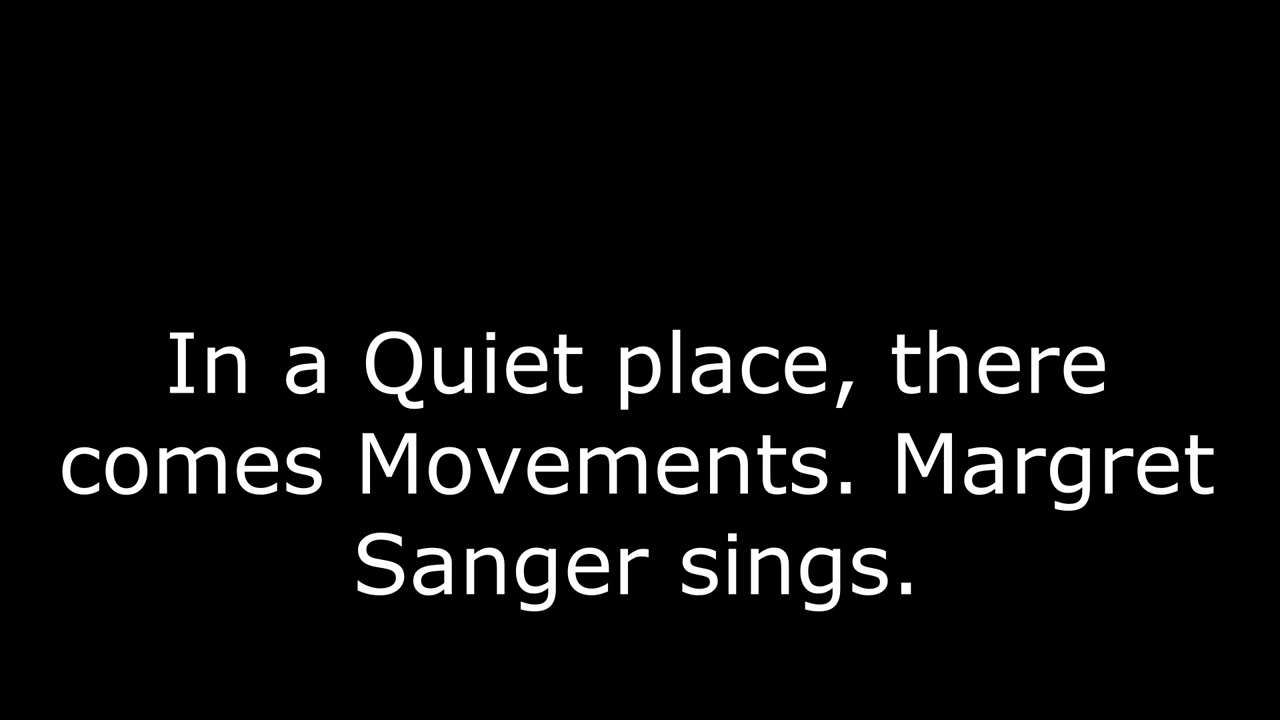 In a Quiet place, there
comes Movements. Margret
Sanger sings.